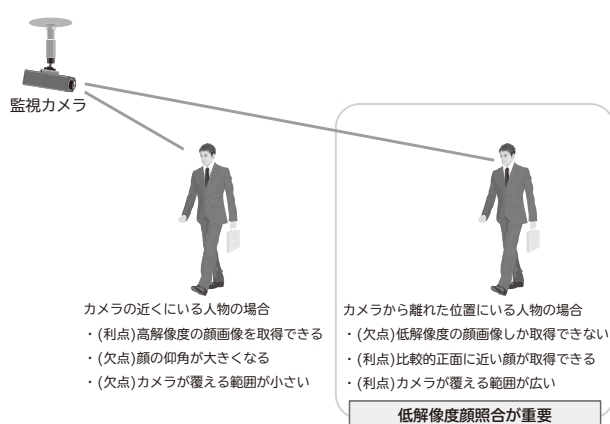 監視カメラ
カメラの近くにいる人物の場合
・(利点)高解像度の顔画像を取得できる
・(欠点)顔の仰角が大きくなる
・(欠点)カメラが覆える範囲が小さい
カメラから離れた位置にいる人物の場合
・(欠点)低解像度の顔画像しか取得できない
・(利点)比較的正面に近い顔が取得できる
・(利点)カメラが覆える範囲が広い
低解像度顔照合が重要